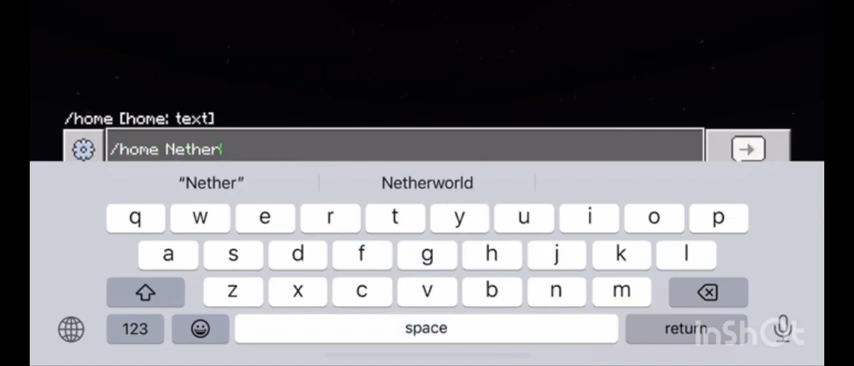 /home [home: text]
/home Nether
“Nether” Netherworld
q w e r t y u i o p
a s d f g h j k l
z x c v b n m
123 space return
InShOt